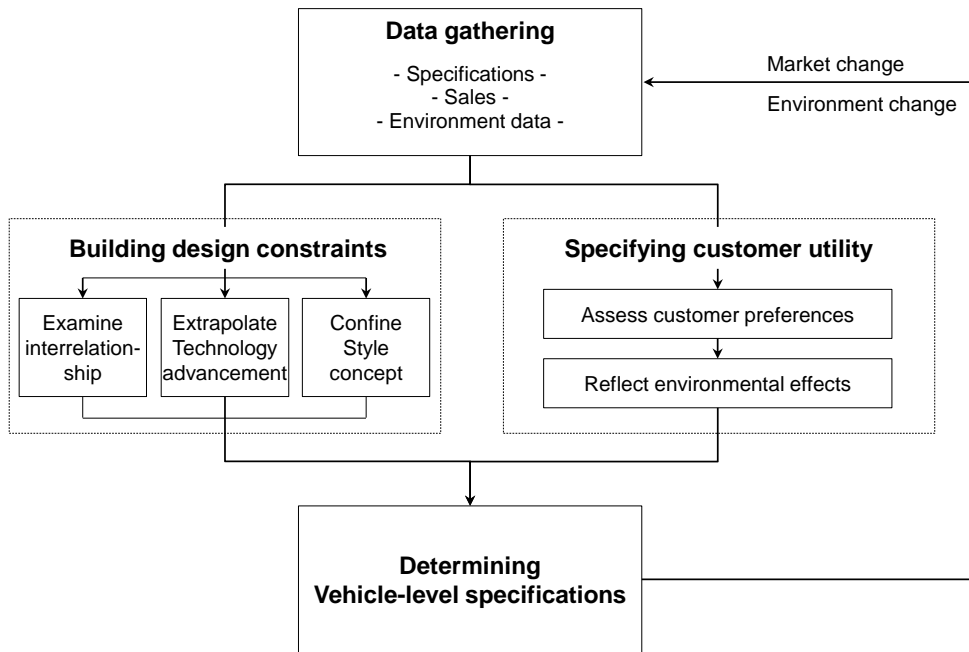 Data gathering
- Specifications -
- Sales -
- Environment data -
Market change
Environment change
Building design constraints
Examine
interrelation-
ship
Extrapolate
Technology
advancement
Confine
Style
concept
Specifying customer utility
Assess customer preferences
Reflect environmental effects
Determining
Vehicle-level specifications